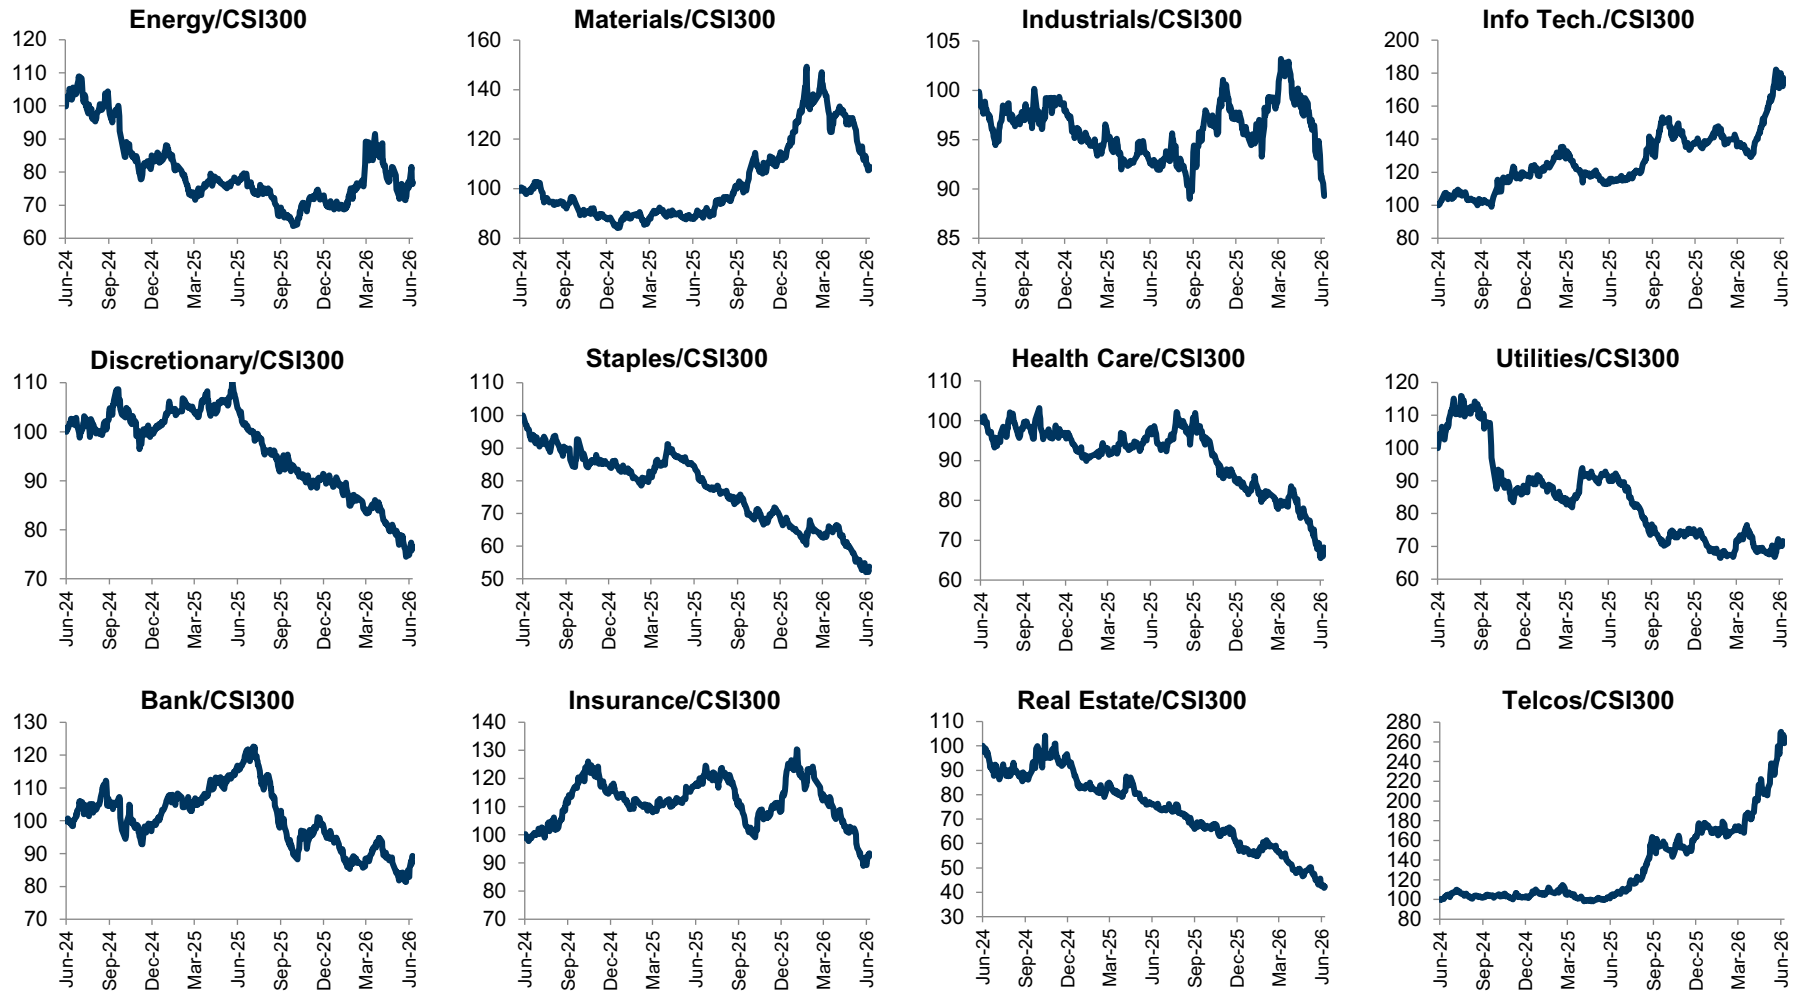 Energy/CSI300
120
110
100
90
80
70
60
Jun-24
Sep-24
Dec-24
Mar-25
Jun-25
Sep-25
Dec-25
Mar-26
Jun-26
Materials/CSI300
160
140
120
100
80
Jun-24
Sep-24
Dec-24
Mar-25
Jun-25
Sep-25
Dec-25
Mar-26
Jun-26
Industrials/CSI300
105
100
95
90
85
Jun-24
Sep-24
Dec-24
Mar-25
Jun-25
Sep-25
Dec-25
Mar-26
Jun-26
Info Tech./CSI300
200
180
160
140
120
100
80
Jun-24
Sep-24
Dec-24
Mar-25
Jun-25
Sep-25
Dec-25
Mar-26
Jun-26
Discretionary/CSI300
110
100
90
80
70
Jun-24
Sep-24
Dec-24
Mar-25
Jun-25
Sep-25
Dec-25
Mar-26
Jun-26
Staples/CSI300
110
100
90
80
70
60
50
Jun-24
Sep-24
Dec-24
Mar-25
Jun-25
Sep-25
Dec-25
Mar-26
Jun-26
Health Care/CSI300
110
100
90
80
70
60
Jun-24
Sep-24
Dec-24
Mar-25
Jun-25
Sep-25
Dec-25
Mar-26
Jun-26
Utilities/CSI300
120
110
100
90
80
70
60
Jun-24
Sep-24
Dec-24
Mar-25
Jun-25
Sep-25
Dec-25
Mar-26
Jun-26
Bank/CSI300
130
120
110
100
90
80
70
Jun-24
Sep-24
Dec-24
Mar-25
Jun-25
Sep-25
Dec-25
Mar-26
Jun-26
Insurance/CSI300
140
130
120
110
100
90
80
70
Jun-24
Sep-24
Dec-24
Mar-25
Jun-25
Sep-25
Dec-25
Mar-26
Jun-26
Real Estate/CSI300
110
100
90
80
70
60
50
40
30
Jun-24
Sep-24
Dec-24
Mar-25
Jun-25
Sep-25
Dec-25
Mar-26
Jun-26
Telcos/CSI300
280
260
240
220
200
180
160
140
120
100
80
Jun-24
Sep-24
Dec-24
Mar-25
Jun-25
Sep-25
Dec-25
Mar-26
Jun-26